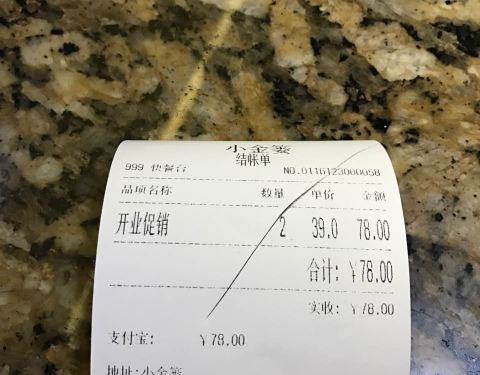 小金篓
结帐单
999 快餐台 NO.0116123000058
品项名称 数量 单价 金额
开业促销 2 39.0 78.00
合计: ¥78.00
实收: ¥78.00
支付宝: ¥78.00
地址:小金篓